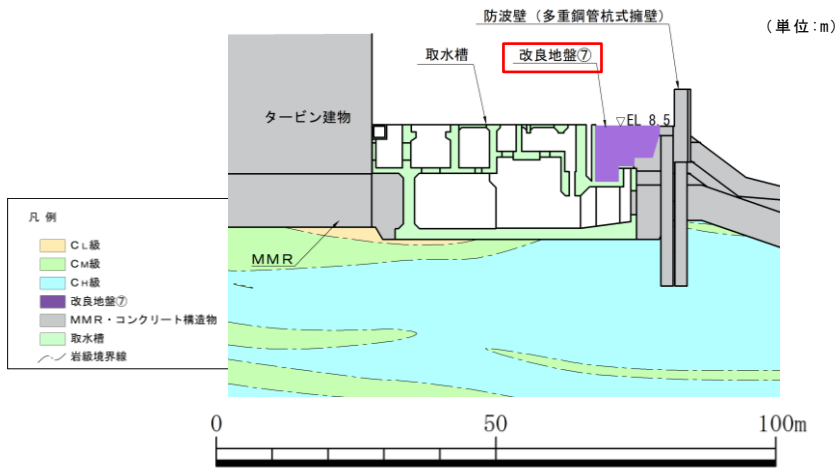 防波壁（多重鋼管杭式擁壁）
（単位:m）
取水槽
改良地盤⑦
タービン建物
▽EL 8.5
凡 例
CL級
CM級
CH級
改良地盤⑦
MMR・コンクリート構造物
取水槽
岩級境界線
MMR
0
50
100m